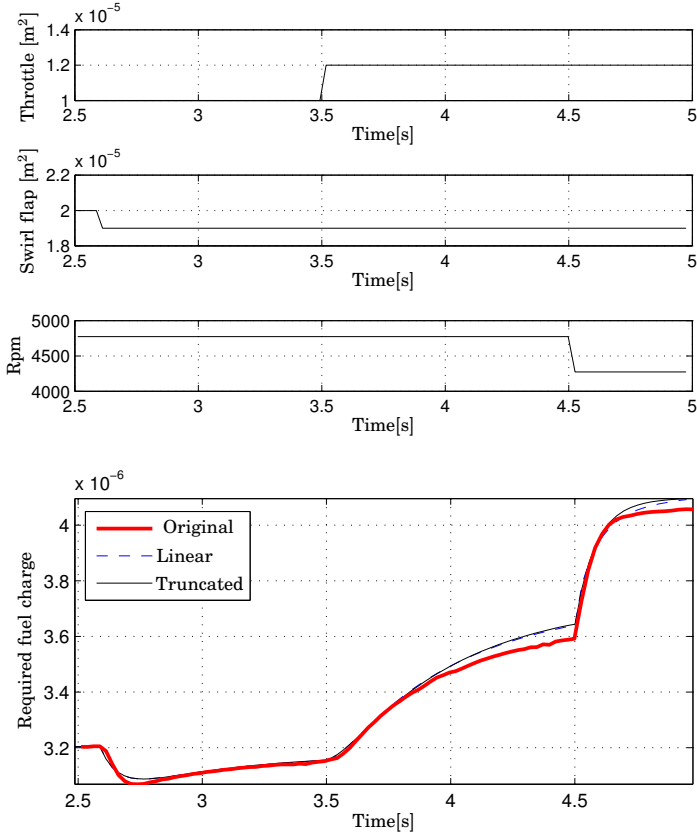 x 10⁻⁵
Throttle [m²]
1.4
1.2
1
2.5 3 3.5 4 4.5 5
Time[s]
x 10⁻⁵
Swirl flap [m²]
2.2
2
1.8
2.5 3 3.5 4 4.5 5
Time[s]
Rpm
5000
4500
4000
2.5 3 3.5 4 4.5 5
Time[s]
x 10⁻⁶
Required fuel charge
4
3.8
3.6
3.4
3.2
Original
Linear
Truncated
2.5 3 3.5 4 4.5
Time[s]